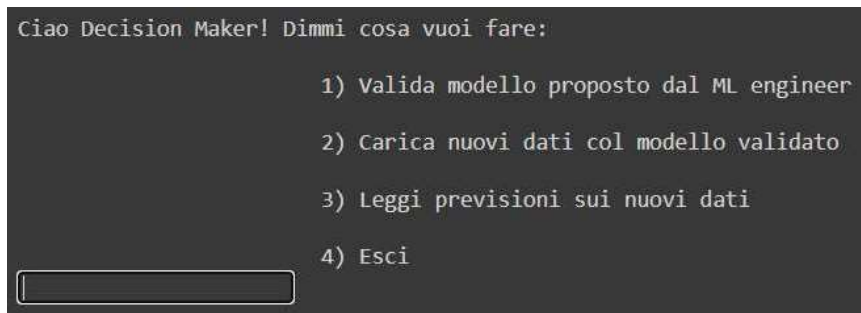 Ciao Decision Maker! Dimmi cosa vuoi fare:
1) Valida modello proposto dal ML engineer
2) Carica nuovi dati col modello validato
3) Leggi previsioni sui nuovi dati
4) Esci